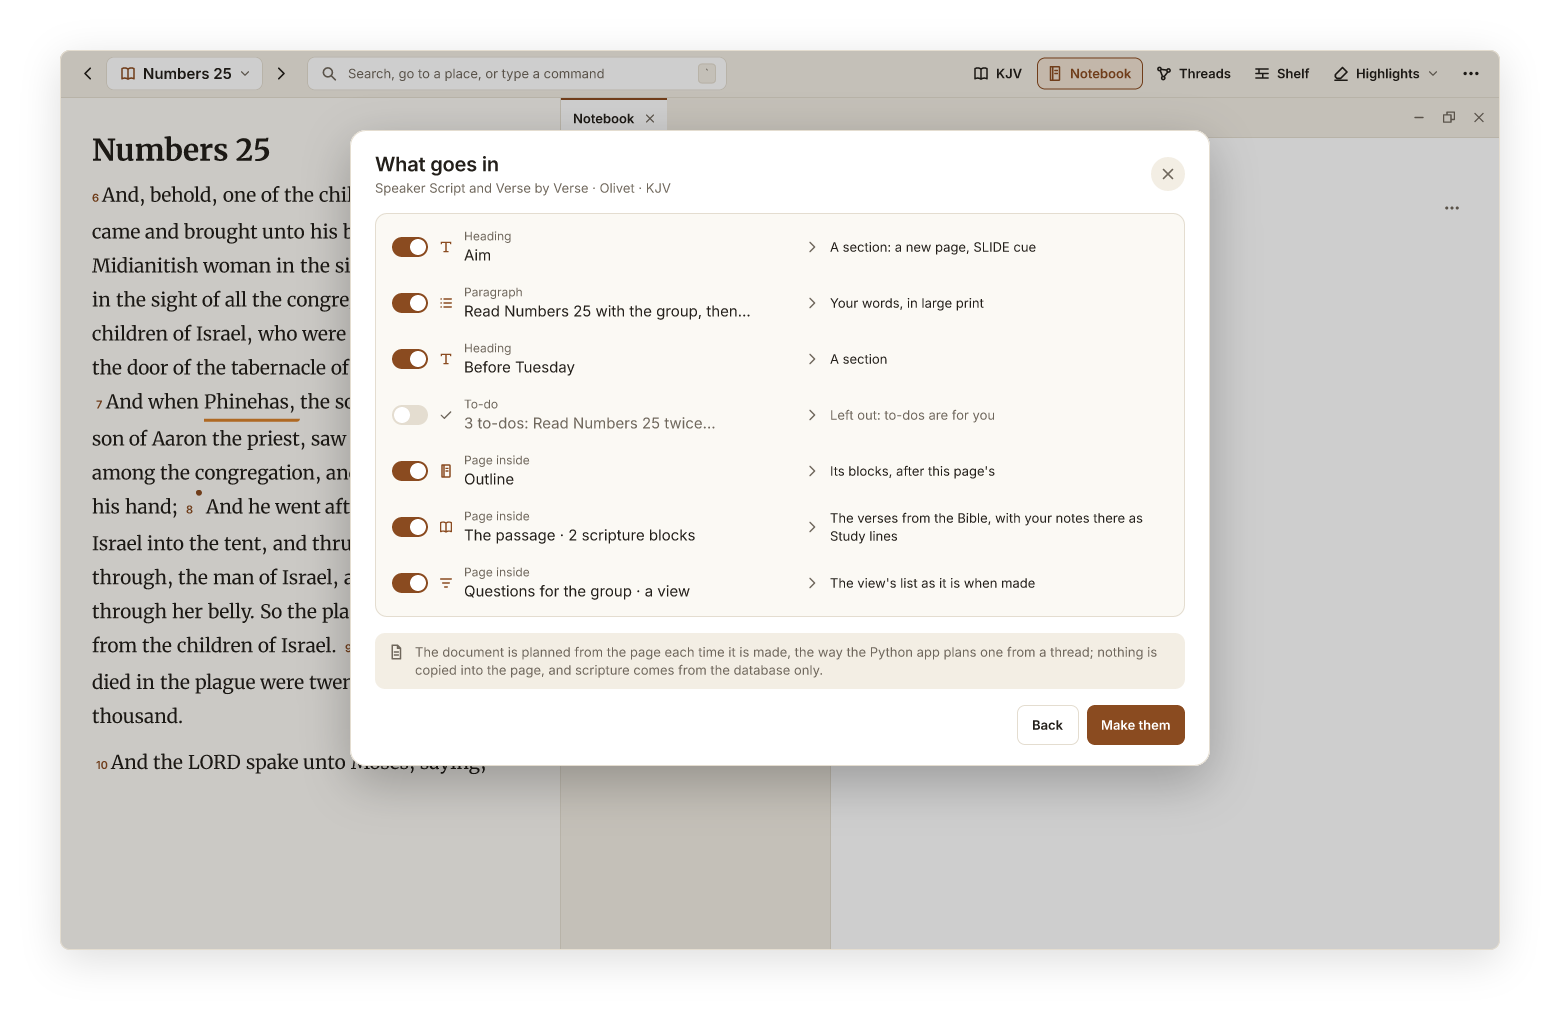 Numbers 25
Search, go to a place, or type a command
KJV
Notebook
Threads
Shelf
Highlights
Notebook
Numbers 25
6 And, behold, one of the
came and brought unto his
Midianitish woman in the
in the sight of all the
children of Israel, who were
the door of the tabernacle of
7 And when Phinehas, the
son of Aaron the priest, saw
among the congregation,
his hand; 8 And he went
Israel into the tent, and
through, the man of Israel,
through her belly. So the
from the children of Israel.
died in the plague were
thousand.
10 And the LORD spake unto Moses, saying,
What goes in
Speaker Script and Verse by Verse · Olivet · KJV
Heading
Aim
A section: a new page, SLIDE cue
Paragraph
Read Numbers 25 with the group, then...
Your words, in large print
Heading
Before Tuesday
A section
To-do
3 to-dos: Read Numbers 25 twice...
Left out: to-dos are for you
Page inside
Outline
Its blocks, after this page's
Page inside
The passage · 2 scripture blocks
The verses from the Bible, with your notes there as
Study lines
Page inside
Questions for the group · a view
The view's list as it is when made
The document is planned from the page each time it is made, the way the Python app plans one from a thread; nothing is
copied into the page, and scripture comes from the database only.
Back
Make them